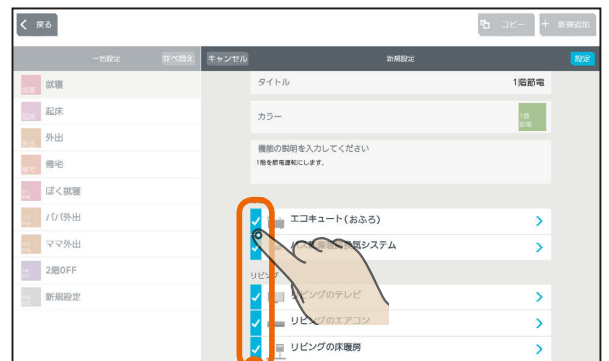 戻る
コピー
新規追加
一括設定
並べ替え
キャンセル
新規設定
設定
就寝
起床
外出
帰宅
ぼく就寝
パパ外出
ママ外出
2階OFF
新規設定
タイトル
1階節電
カラー
1階
節電
機能の説明を入力してください
1階を節電運転にします。
エコキュート(おふろ)
システム
リビング
リビングのテレビ
リビングのエアコン
リビングの床暖房